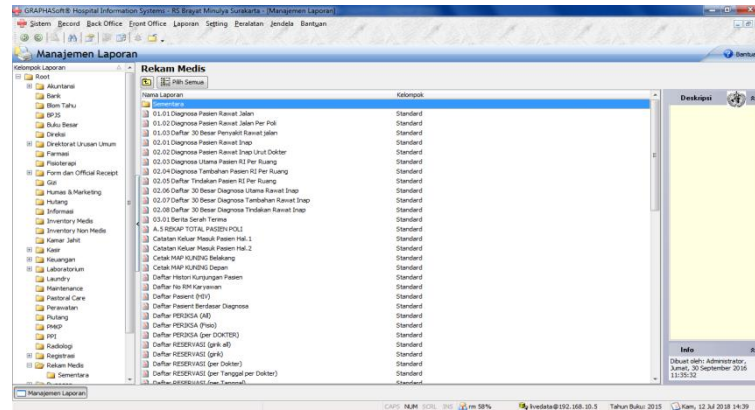 GRAPHASoft® Hospital Information Systems - RS Brayat Minulya Surakarta - [Manajemen Laporan]
Sistem Record Back Office Front Office Laporan Setting Peralatan Jendela Bantuan
Manajemen Laporan
Bantuan
Kelompok Laporan
Root
Akuntansi
Bank
Blom Tahu
BPJS
Buku Besar
Direksi
Direktorat Urusan Umum
Farmasi
Fisioterapi
Form dan Official Receipt
Gizi
Humas & Marketing
Hutang
Informasi
Inventory Medis
Inventory Non Medis
Kamar Jahit
Kasir
Keuangan
Laboratorium
Laundry
Maintenance
Pastoral Care
Perawatan
Piutang
PMKP
PPI
Radiologi
Registrasi
Rekam Medis
Sementara
Rekam Medis
Pilih Semua
Nama Laporan Kelompok
Sementara
01.01 Diagnosa Pasien Rawat Jalan Standard
01.02 Diagnosa Pasien Rawat Jalan Per Poli Standard
01.03 Daftar 30 Besar Penyakit Rawat jalan Standard
02.01 Diagnosa Pasien Rawat Inap Standard
02.02 Diagnosa Pasien Rawat Inap Urut Dokter Standard
02.03 Diagnosa Utama Pasien RI Per Ruang Standard
02.04 Diagnosa Tambahan Pasien RI Per Ruang Standard
02.05 Daftar Tindakan Pasien RI Per Ruang Standard
02.06 Daftar 30 Besar Diagnosa Utama Rawat Inap Standard
02.07 Daftar 30 Besar Diagnosa Tambahan Rawat Inap Standard
02.08 Daftar 30 Besar Diagnosa Tindakan Rawat Inap Standard
03.01 Berita Serah Terima Standard
A.5 REKAP TOTAL PASIEN POLI Standard
Catatan Keluar Masuk Pasien Hal.1 Standard
Catatan Keluar Masuk Pasien Hal.2 Standard
Cetak MAP KUNING Belakang Standard
Cetak MAP KUNING Depan Standard
Daftar Histori Kunjungan Pasien Standard
Daftar No RM Karyawan Standard
Daftar Pasient (HIV) Standard
Daftar Pasient Berdasar Diagnosa Standard
Daftar PERIKSA (All) Standard
Daftar PERIKSA (Fisio) Standard
Daftar PERIKSA (per DOKTER) Standard
Daftar RESERVASI (grik all) Standard
Daftar RESERVASI (grik) Standard
Daftar RESERVASI (per Dokter) Standard
Daftar RESERVASI (per Tanggal per Dokter) Standard
Daftar RESERVASI (per Tanggal) Standard
Deskripsi
Info
Dibuat oleh: Administrator,
Jumat, 30 September 2016
11:35:32
Manajemen Laporan
CAPS NUM SCRL INS rm 58% livedata@192.168.10.5 Tahun Buku: 2015 Kam, 12 Jul 2018 14:39